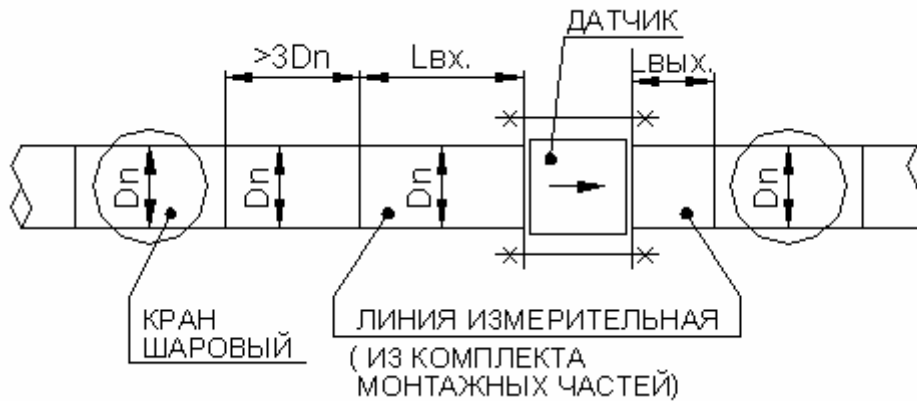 ДАТЧИК
>3Dn
Lвх.
Lвых.
Dn
Dn
Dn
Dn
КРАН
ШАРОВЫЙ
ЛИНИЯ ИЗМЕРИТЕЛЬНАЯ
( ИЗ КОМПЛЕКТА
МОНТАЖНЫХ ЧАСТЕЙ)